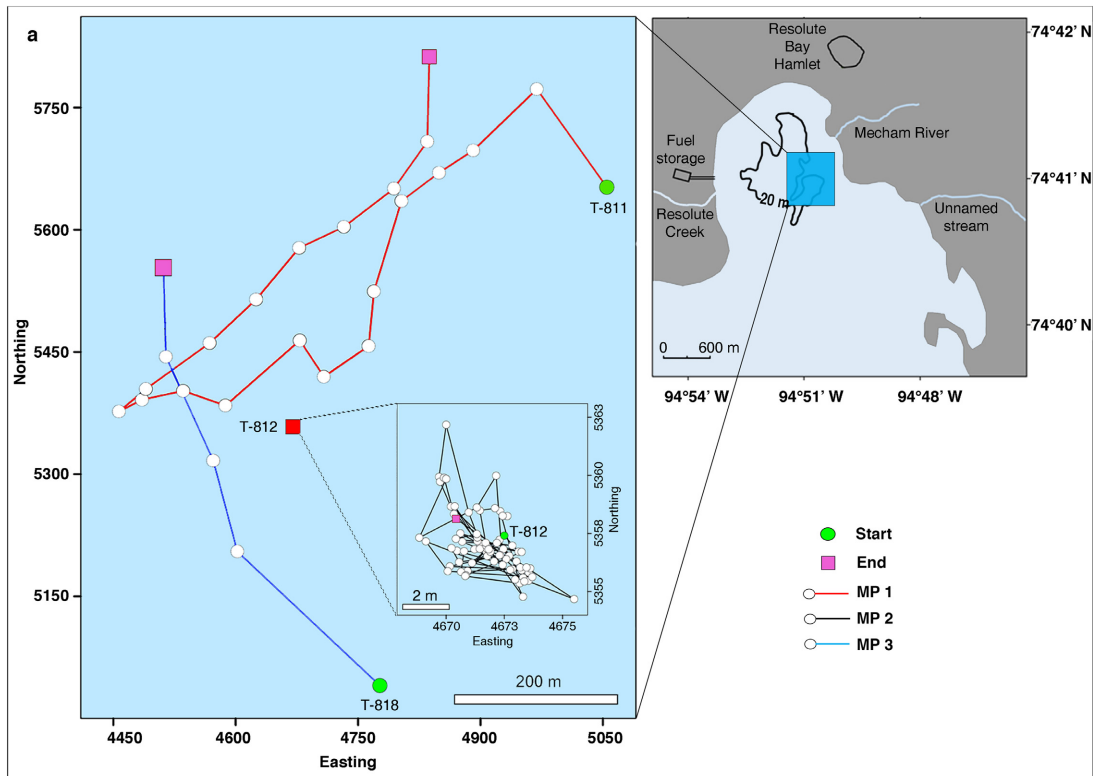 a
5750
5600
5450
5300
5150
Northing
4450
4600
4750
4900
5050
Easting
T-811
T-812
T-818
200 m
T-812
2 m
5363
5360
5358
5355
Northing
4670
4673
4675
Easting
Resolute
Bay
Hamlet
Mecham River
Fuel
storage
Resolute
Creek
20 m
Unnamed
stream
0 600 m
74°42' N
74°41' N
74°40' N
94°54' W
94°51' W
94°48' W
Start
End
MP 1
MP 2
MP 3